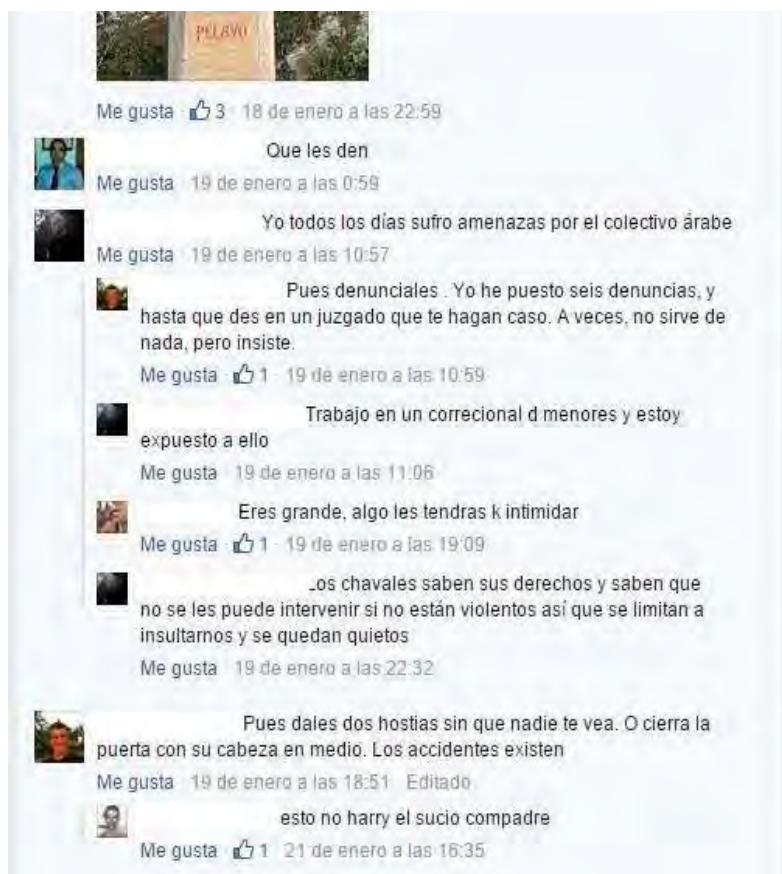 PELAYO
Me gusta · 3 · 18 de enero a las 22:59
Que les den
Me gusta · 19 de enero a las 0:59
Yo todos los días sufro amenazas por el colectivo árabe
Me gusta · 19 de enero a las 10:57
Pues denunciales . Yo he puesto seis denuncias, y
hasta que des en un juzgado que te hagan caso. A veces, no sirve de
nada, pero insiste.
Me gusta · 1 · 19 de enero a las 10:59
Trabajo en un correcional d menores y estoy
expuesto a ello
Me gusta · 19 de enero a las 11:06
Eres grande, algo les tendras k intimidar
Me gusta · 1 · 19 de enero a las 19:09
Los chavales saben sus derechos y saben que
no se les puede intervenir si no están violentos así que se limitan a
insultarnos y se quedan quietos
Me gusta · 19 de enero a las 22:32
Pues dales dos hostias sin que nadie te vea. O cierra la
puerta con su cabeza en medio. Los accidentes existen
Me gusta · 19 de enero a las 18:51 · Editado
esto no harry el sucio compadre
Me gusta · 1 · 21 de enero a las 16:35